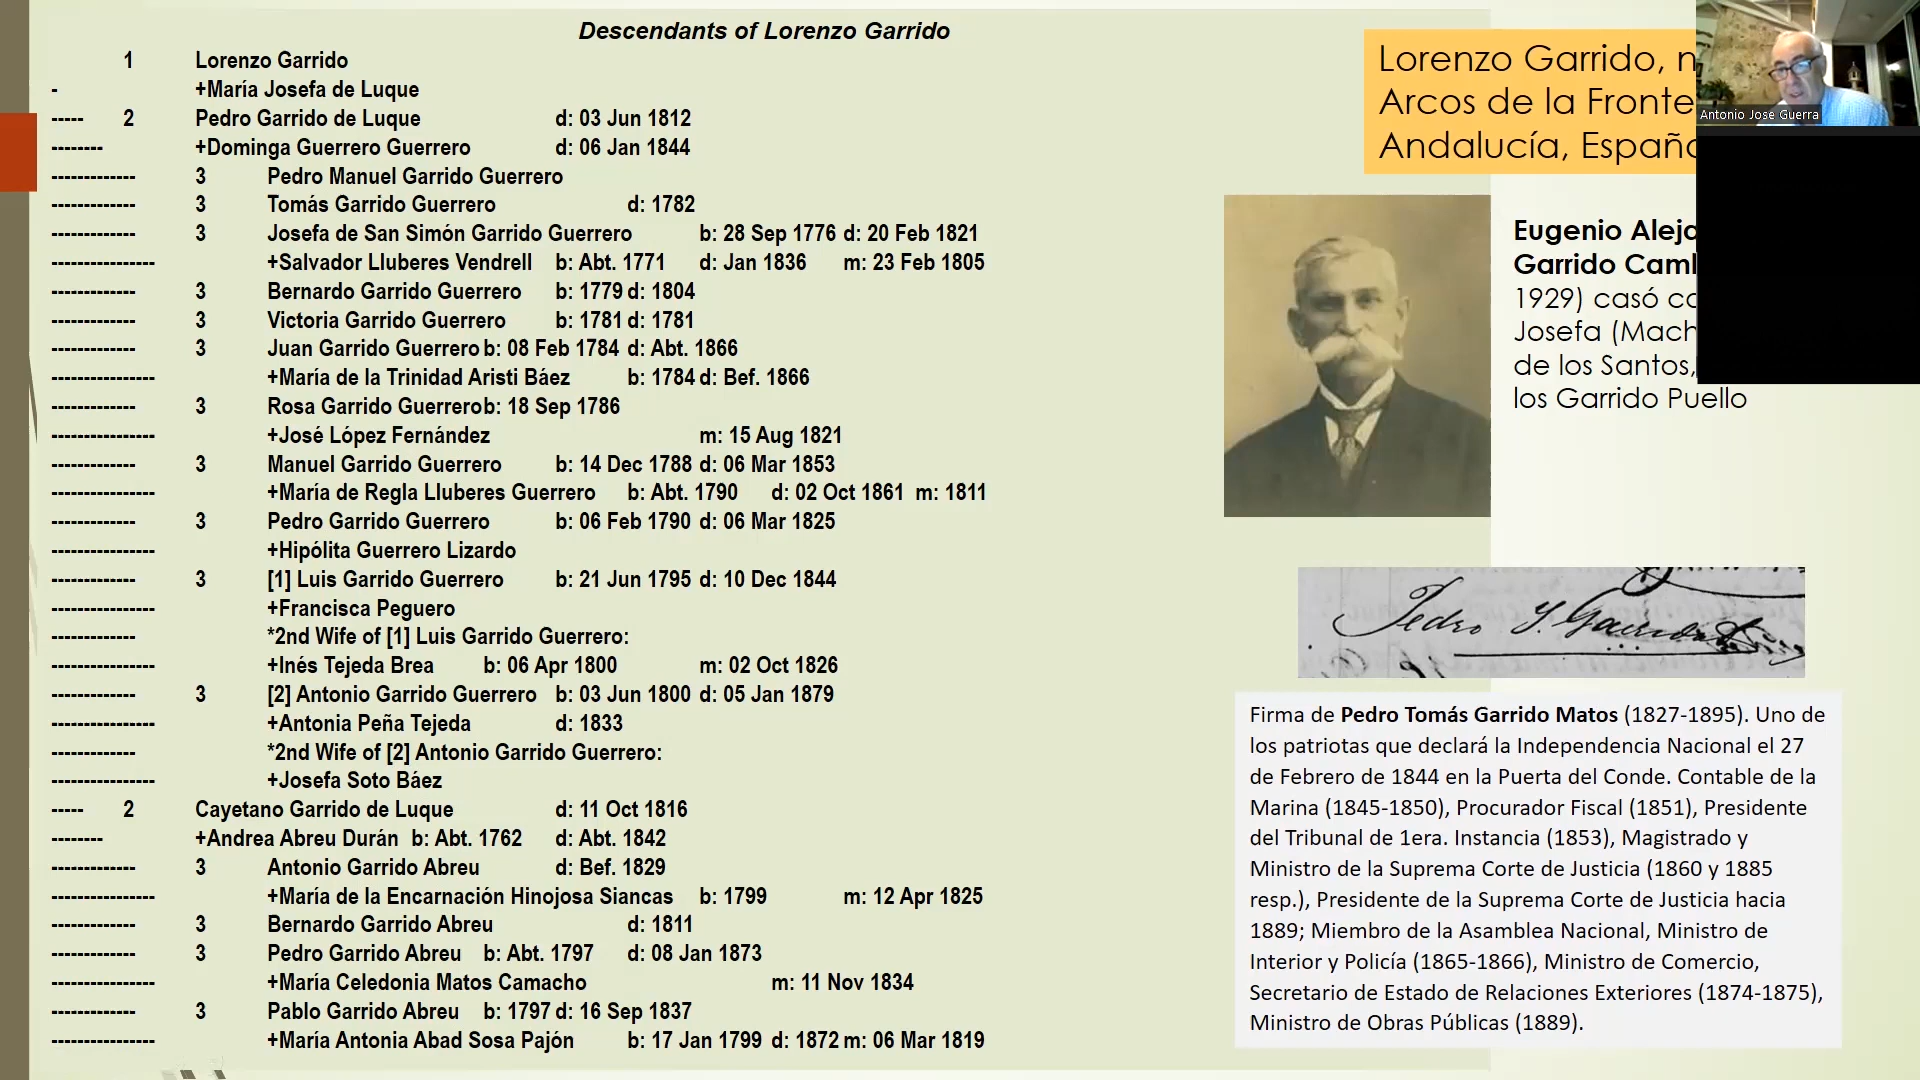 Descendants of Lorenzo Garrido
1 Lorenzo Garrido
- +María Josefa de Luque
----- 2 Pedro Garrido de Luque d: 03 Jun 1812
-------- +Dominga Guerrero Guerrero d: 06 Jan 1844
------------- 3 Pedro Manuel Garrido Guerrero
------------- 3 Tomás Garrido Guerrero d: 1782
------------- 3 Josefa de San Simón Garrido Guerrero b: 28 Sep 1776 d: 20 Feb 1821
---------------- +Salvador Lluberes Vendrell b: Abt. 1771 d: Jan 1836 m: 23 Feb 1805
------------- 3 Bernardo Garrido Guerrero b: 1779 d: 1804
------------- 3 Victoria Garrido Guerrero b: 1781 d: 1781
------------- 3 Juan Garrido Guerrero b: 08 Feb 1784 d: Abt. 1866
---------------- +María de la Trinidad Aristi Báez b: 1784 d: Bef. 1866
------------- 3 Rosa Garrido Guerrero b: 18 Sep 1786
---------------- +José López Fernández m: 15 Aug 1821
------------- 3 Manuel Garrido Guerrero b: 14 Dec 1788 d: 06 Mar 1853
---------------- +María de Regla Lluberes Guerrero b: Abt. 1790 d: 02 Oct 1861 m: 1811
------------- 3 Pedro Garrido Guerrero b: 06 Feb 1790 d: 06 Mar 1825
---------------- +Hipólita Guerrero Lizardo
------------- 3 [1] Luis Garrido Guerrero b: 21 Jun 1795 d: 10 Dec 1844
---------------- +Francisca Peguero
------------- *2nd Wife of [1] Luis Garrido Guerrero:
---------------- +Inés Tejeda Brea b: 06 Apr 1800 m: 02 Oct 1826
------------- 3 [2] Antonio Garrido Guerrero b: 03 Jun 1800 d: 05 Jan 1879
---------------- +Antonia Peña Tejeda d: 1833
------------- *2nd Wife of [2] Antonio Garrido Guerrero:
---------------- +Josefa Soto Báez
----- 2 Cayetano Garrido de Luque d: 11 Oct 1816
-------- +Andrea Abreu Durán b: Abt. 1762 d: Abt. 1842
------------- 3 Antonio Garrido Abreu d: Bef. 1829
---------------- +María de la Encarnación Hinojosa Siancas b: 1799 m: 12 Apr 1825
------------- 3 Bernardo Garrido Abreu d: 1811
------------- 3 Pedro Garrido Abreu b: Abt. 1797 d: 08 Jan 1873
---------------- +María Celedonia Matos Camacho m: 11 Nov 1834
------------- 3 Pablo Garrido Abreu b: 1797 d: 16 Sep 1837
---------------- +María Antonia Abad Sosa Pajón b: 17 Jan 1799 d: 1872 m: 06 Mar 1819
Lorenzo Garrido, n
Arcos de la Fronte
Andalucía, España
Antonio Jose Guerra
Eugenio Aleja
Garrido
1929) casó
Josefa (Mach
de los Santos,
los Garrido Puello
Pedro
Firma de Pedro Tomás Garrido Matos (1827-1895). Uno de
los patriotas que declará la Independencia Nacional el 27
de Febrero de 1844 en la Puerta del Conde. Contable de la
Marina (1845-1850), Procurador Fiscal (1851), Presidente
del Tribunal de 1era. Instancia (1853), Magistrado y
Ministro de la Suprema Corte de Justicia (1860 y 1885
resp.), Presidente de la Suprema Corte de Justicia hacia
1889; Miembro de la Asamblea Nacional, Ministro de
Interior y Policía (1865-1866), Ministro de Comercio,
Secretario de Estado de Relaciones Exteriores (1874-1875),
Ministro de Obras Públicas (1889).